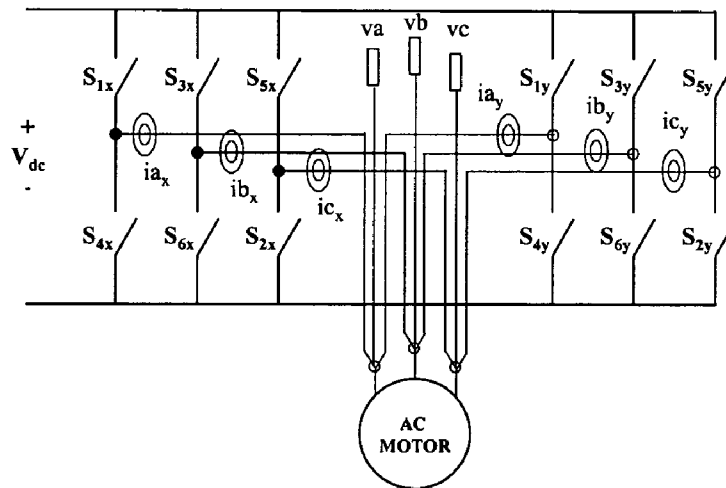 va vb vc
S1x S3x S5x S1y S3y S5y
iay iby icy
+
Vdc
-
iax ibx icx
S4x S6x S2x S4y S6y S2y
AC
MOTOR